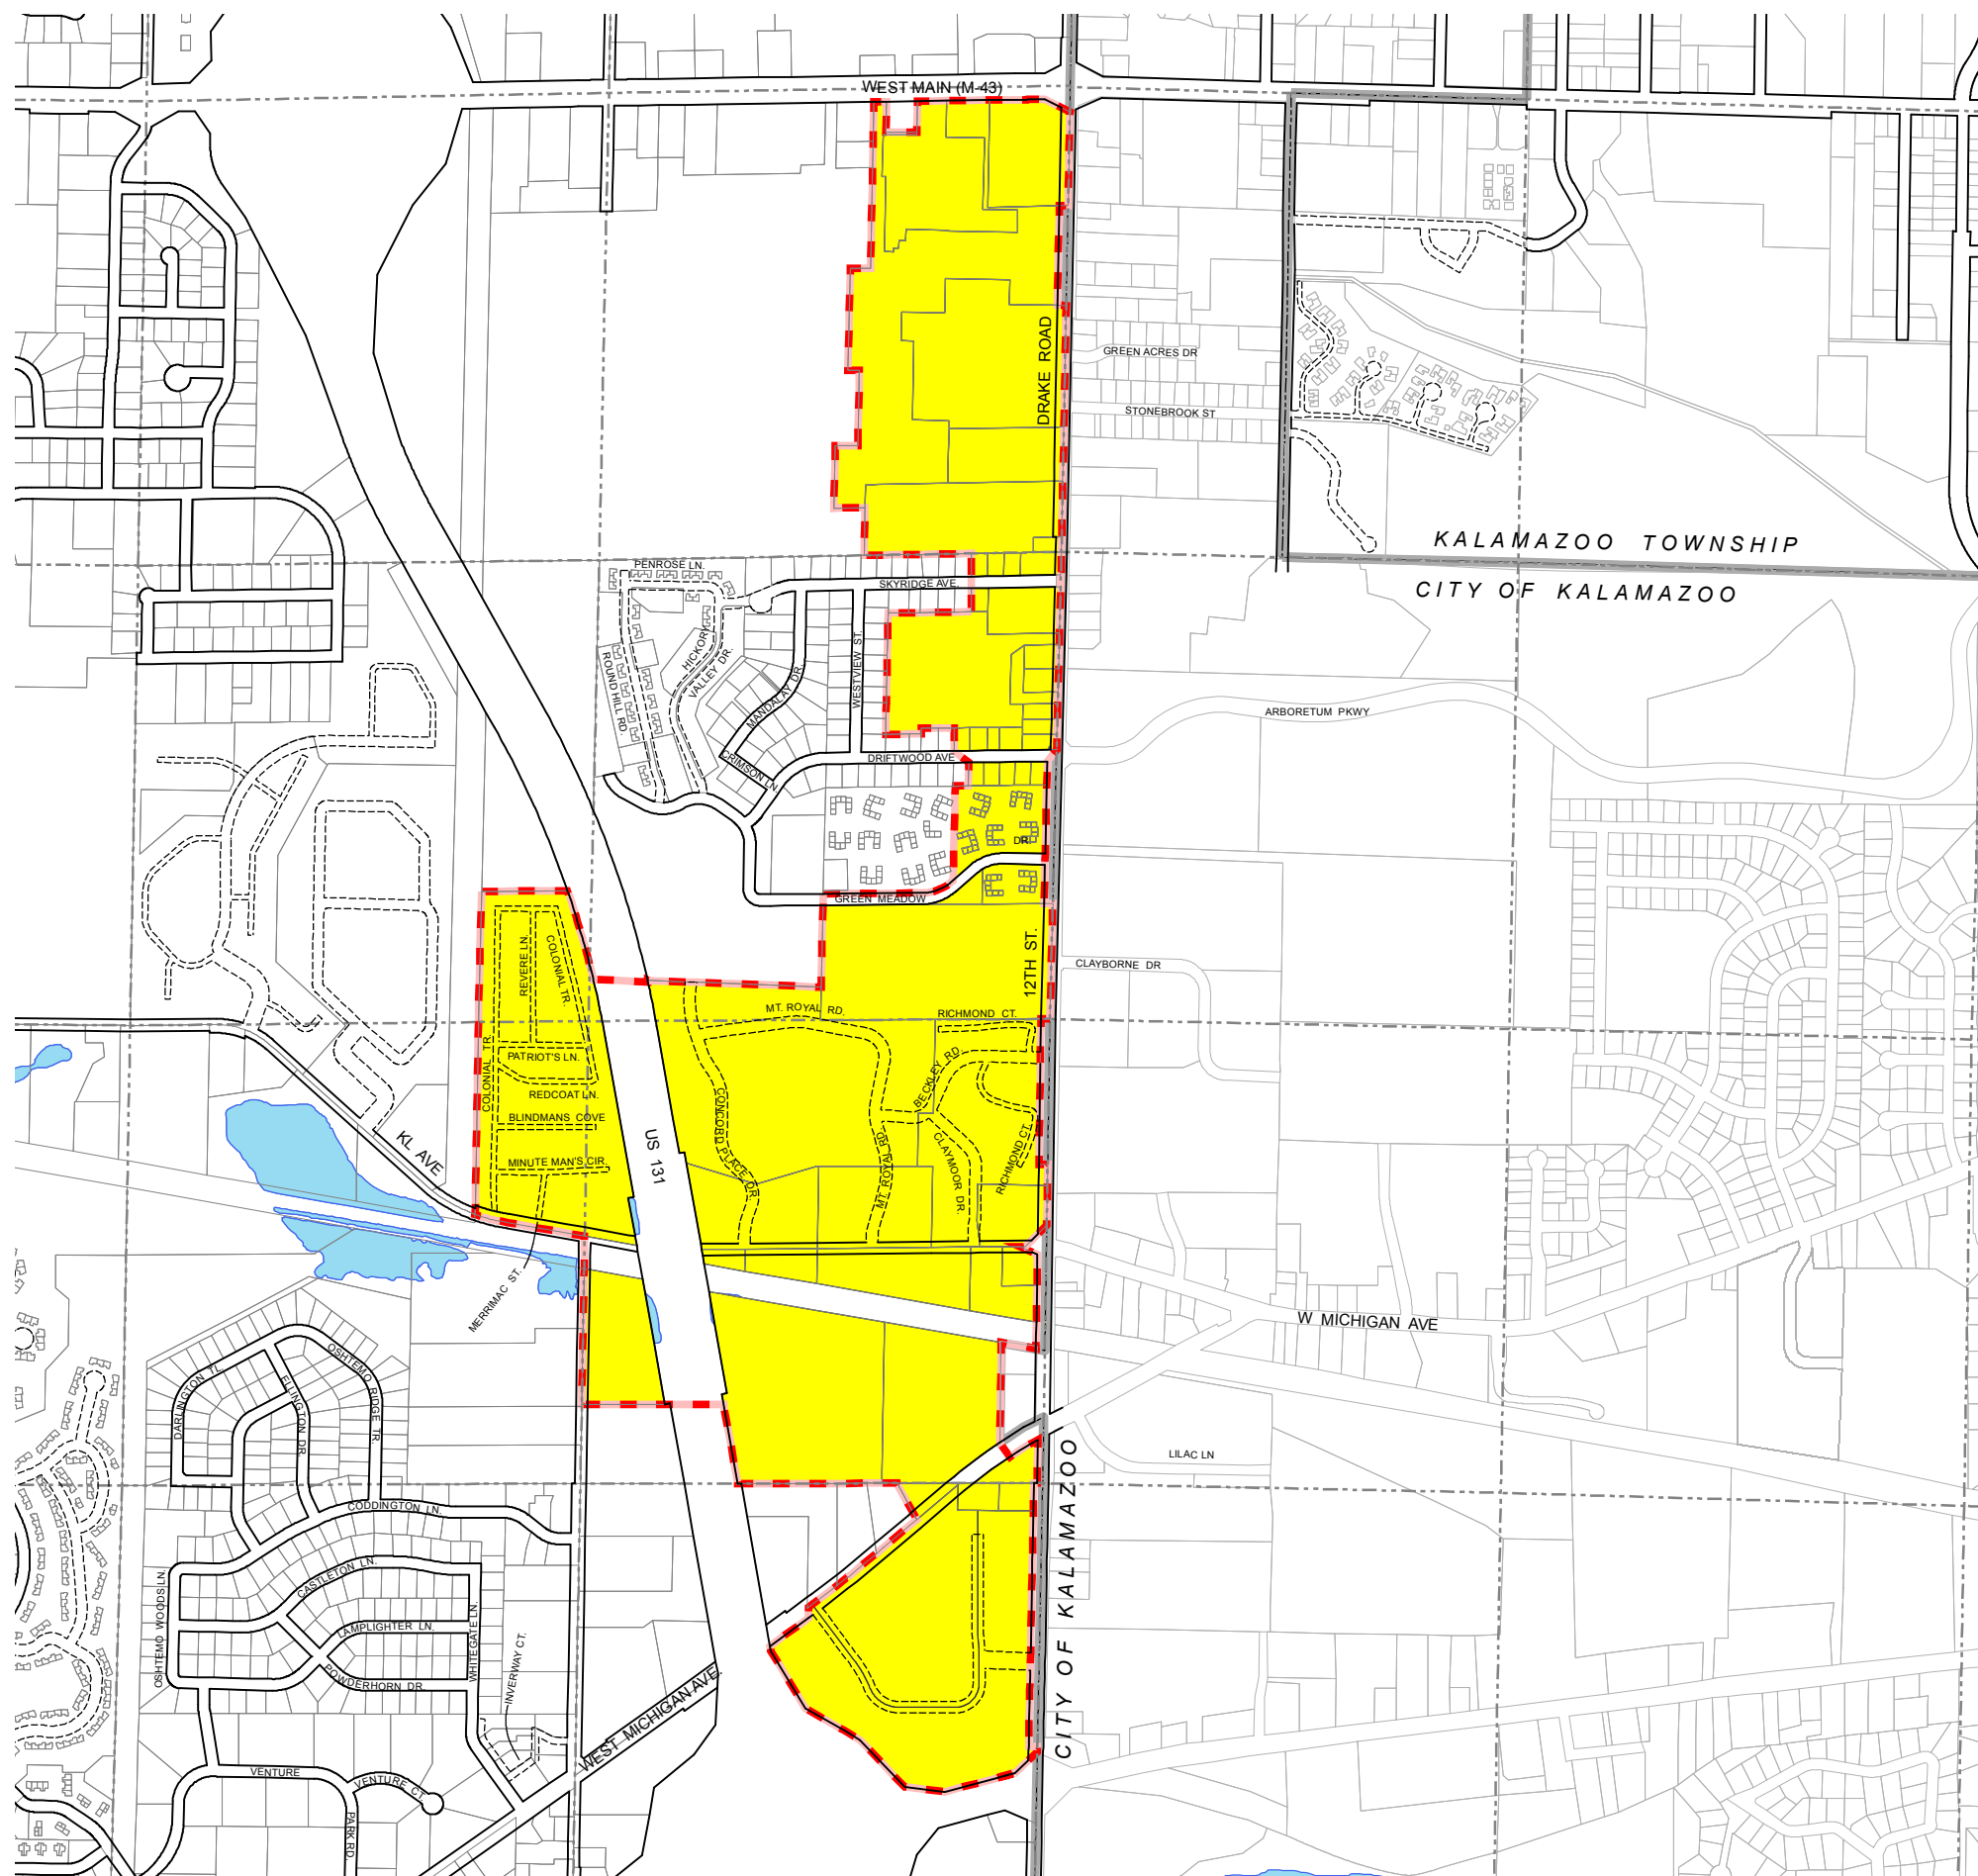 WEST MAIN (M-43)
DRAKE ROAD
GREEN ACRES DR
STONEBROOK ST
KALAMAZOO TOWNSHIP
CITY OF KALAMAZOO
PENROSE LN.
SKYRIDGE AVE.
HICKORY
VALLEY DR.
ROUND HILL RD.
MANDALAY DR.
WESTVIEW ST.
CRIMSON LN.
DRIFTWOOD AVE
ARBORETUM PKWY
DR.
GREEN MEADOW
12TH ST.
CLAYBORNE DR
REVERE LN.
COLONIAL TR.
MT. ROYAL RD.
RICHMOND CT.
COLONIAL TR.
PATRIOT'S LN.
REDCOAT LN.
BLINDMANS COVE
MINUTE MAN'S CIR.
BECKLEY RD.
CONCORD PLACE DR
MT. ROYAL RD.
CLAYMOOR DR.
RICHMOND CT.
US 131
KL AVE
MERRIMAC ST.
W MICHIGAN AVE
DARLINGTON TL.
ELLINGTON DR.
OSHTEMO RIDGE TR.
LILAC LN
CITY OF KALAMAZOO
CODDINGTON LN.
OSHTEMO WOODS LN.
CASTLETON LN.
LAMPLIGHTER LN.
WHITEGATE LN.
POWDERHORN DR.
INVERWAY CT.
WEST MICHIGAN AVE.
VENTURE
VENTURE CT.
PARK RD.